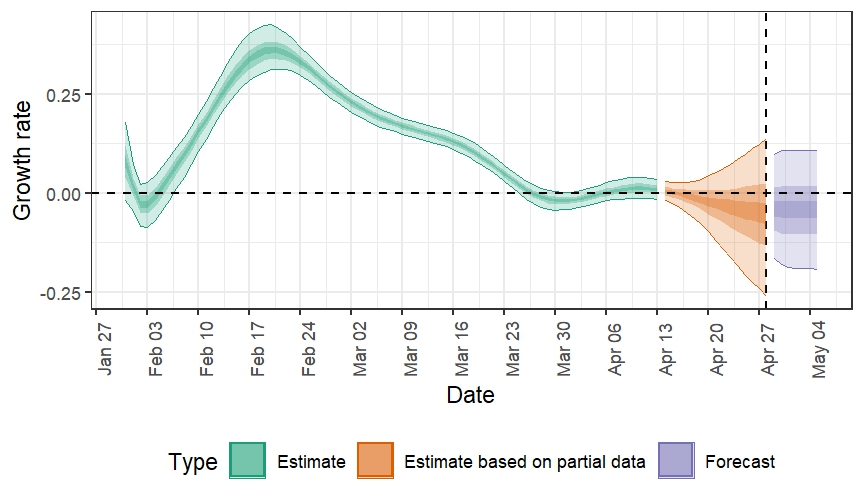 Growth rate
0.25
0.00
-0.25
Jan 27
Feb 03
Feb 10
Feb 17
Feb 24
Mar 02
Mar 09
Mar 16
Mar 23
Mar 30
Apr 06
Apr 13
Apr 20
Apr 27
May 04
Date
Type Estimate Estimate based on partial data Forecast